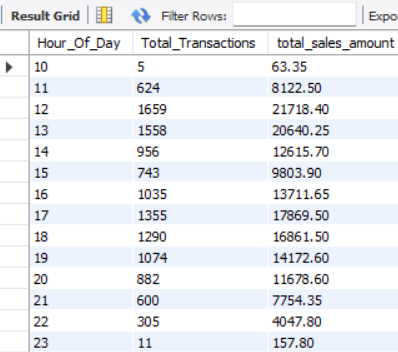 Result Grid Filter Rows: Expo
Hour_Of_Day Total_Transactions total_sales_amount
10 5 63.35
11 624 8122.50
12 1659 21718.40
13 1558 20640.25
14 956 12615.70
15 743 9803.90
16 1035 13711.65
17 1355 17869.50
18 1290 16861.50
19 1074 14172.60
20 882 11678.60
21 600 7754.35
22 305 4047.80
23 11 157.80